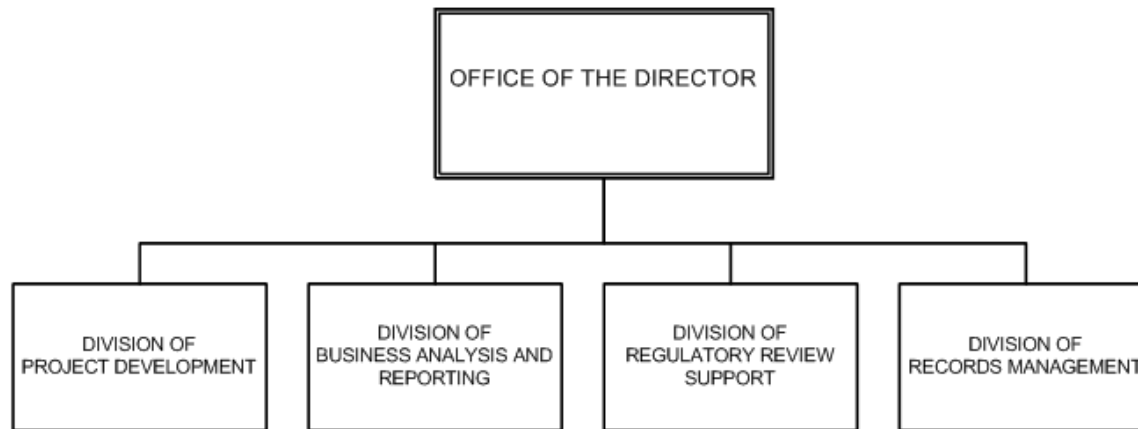 OFFICE OF THE DIRECTOR
DIVISION OF
PROJECT DEVELOPMENT
DIVISION OF
BUSINESS ANALYSIS AND
REPORTING
DIVISION OF
REGULATORY REVIEW
SUPPORT
DIVISION OF
RECORDS MANAGEMENT